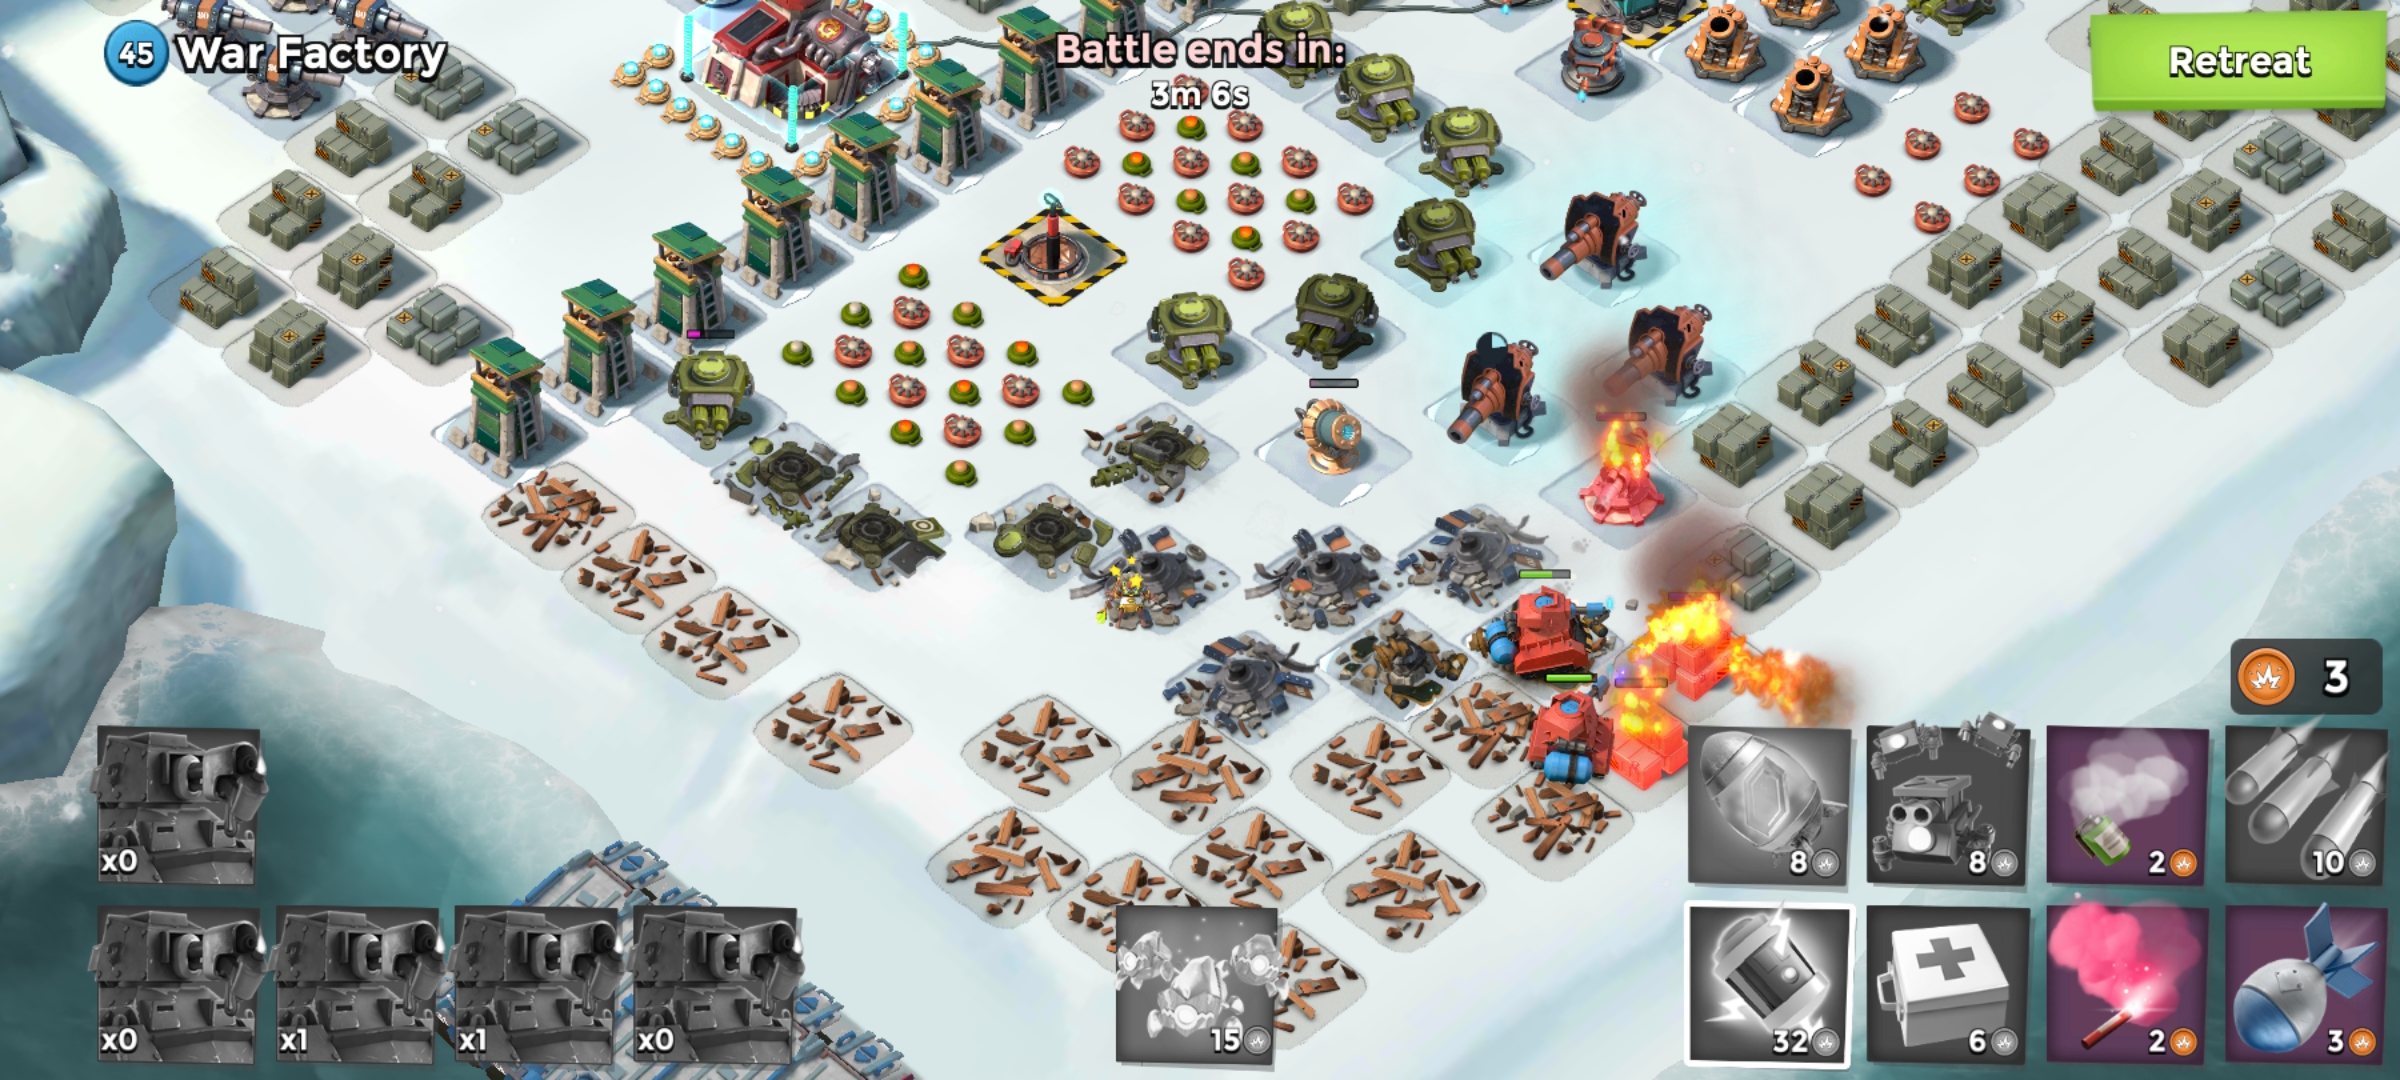 45 War Factory
Battle ends in:
3m 6s
Retreat
3
x0
8
8
2
10
x0
x1
x1
x0
15
32
6
2
3